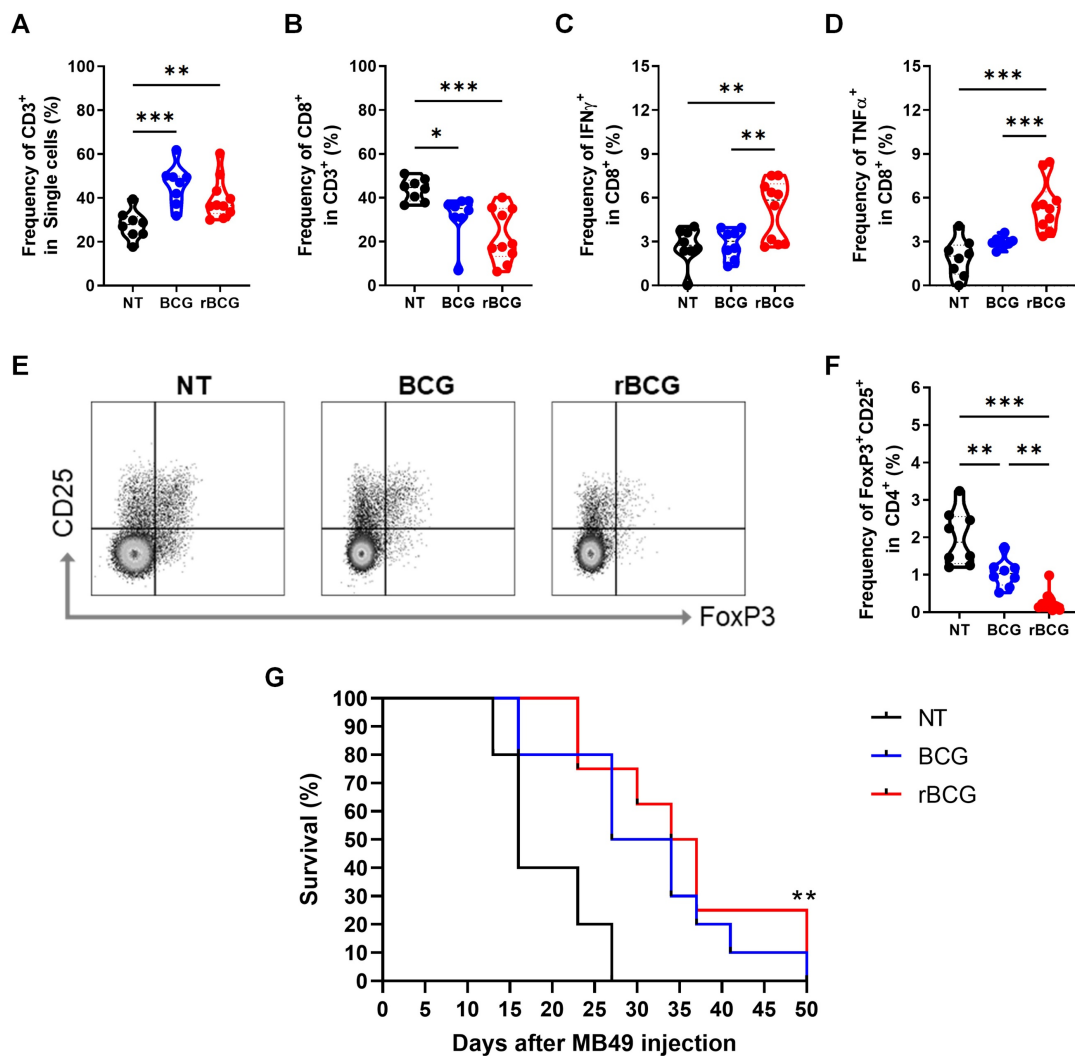 A
Frequency of CD3+
in Single cells (%)
100
80
60
40
20
0
**
***
NT BCG rBCG
B
Frequency of CD8+
in CD3+ (%)
100
80
60
40
20
0
***
*
NT BCG rBCG
C
Frequency of IFNγ+
in CD8+ (%)
15
12
9
6
3
0
**
**
NT BCG rBCG
D
Frequency of TNFα+
in CD8+ (%)
15
12
9
6
3
0
***
***
NT BCG rBCG
E
NT BCG rBCG
CD25
FoxP3
F
Frequency of FoxP3+CD25+
in CD4+ (%)
6
5
4
3
2
1
0
***
** **
NT BCG rBCG
G
Survival (%)
100
90
80
70
60
50
40
30
20
10
0
**
0 5 10 15 20 25 30 35 40 45 50
Days after MB49 injection
NT
BCG
rBCG